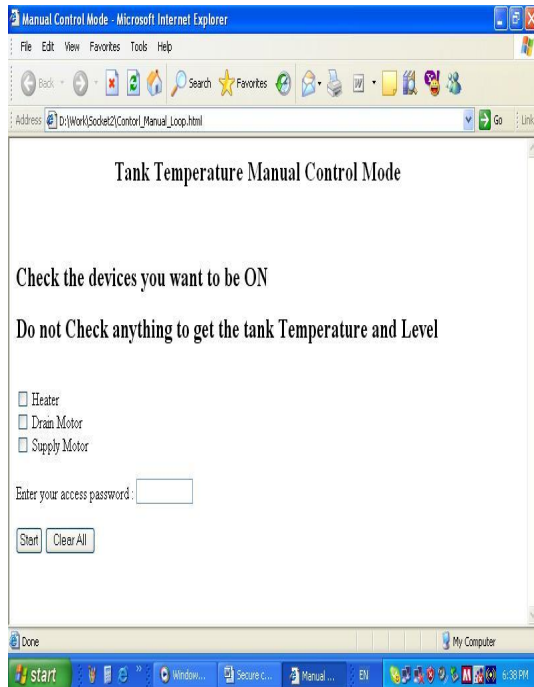 Manual Control Mode - Microsoft Internet Explorer
File Edit View Favorites Tools Help
Back Search Favorites
Address D:\Work\Socket2\Contorl_Manual_Loop.html Go Link
Tank Temperature Manual Control Mode
Check the devices you want to be ON
Do not Check anything to get the tank Temperature and Level
Heater
Drain Motor
Supply Motor
Enter your access password :
Start Clear All
Done My Computer
start Window... Secure c... Manual ... EN 6:38 PM